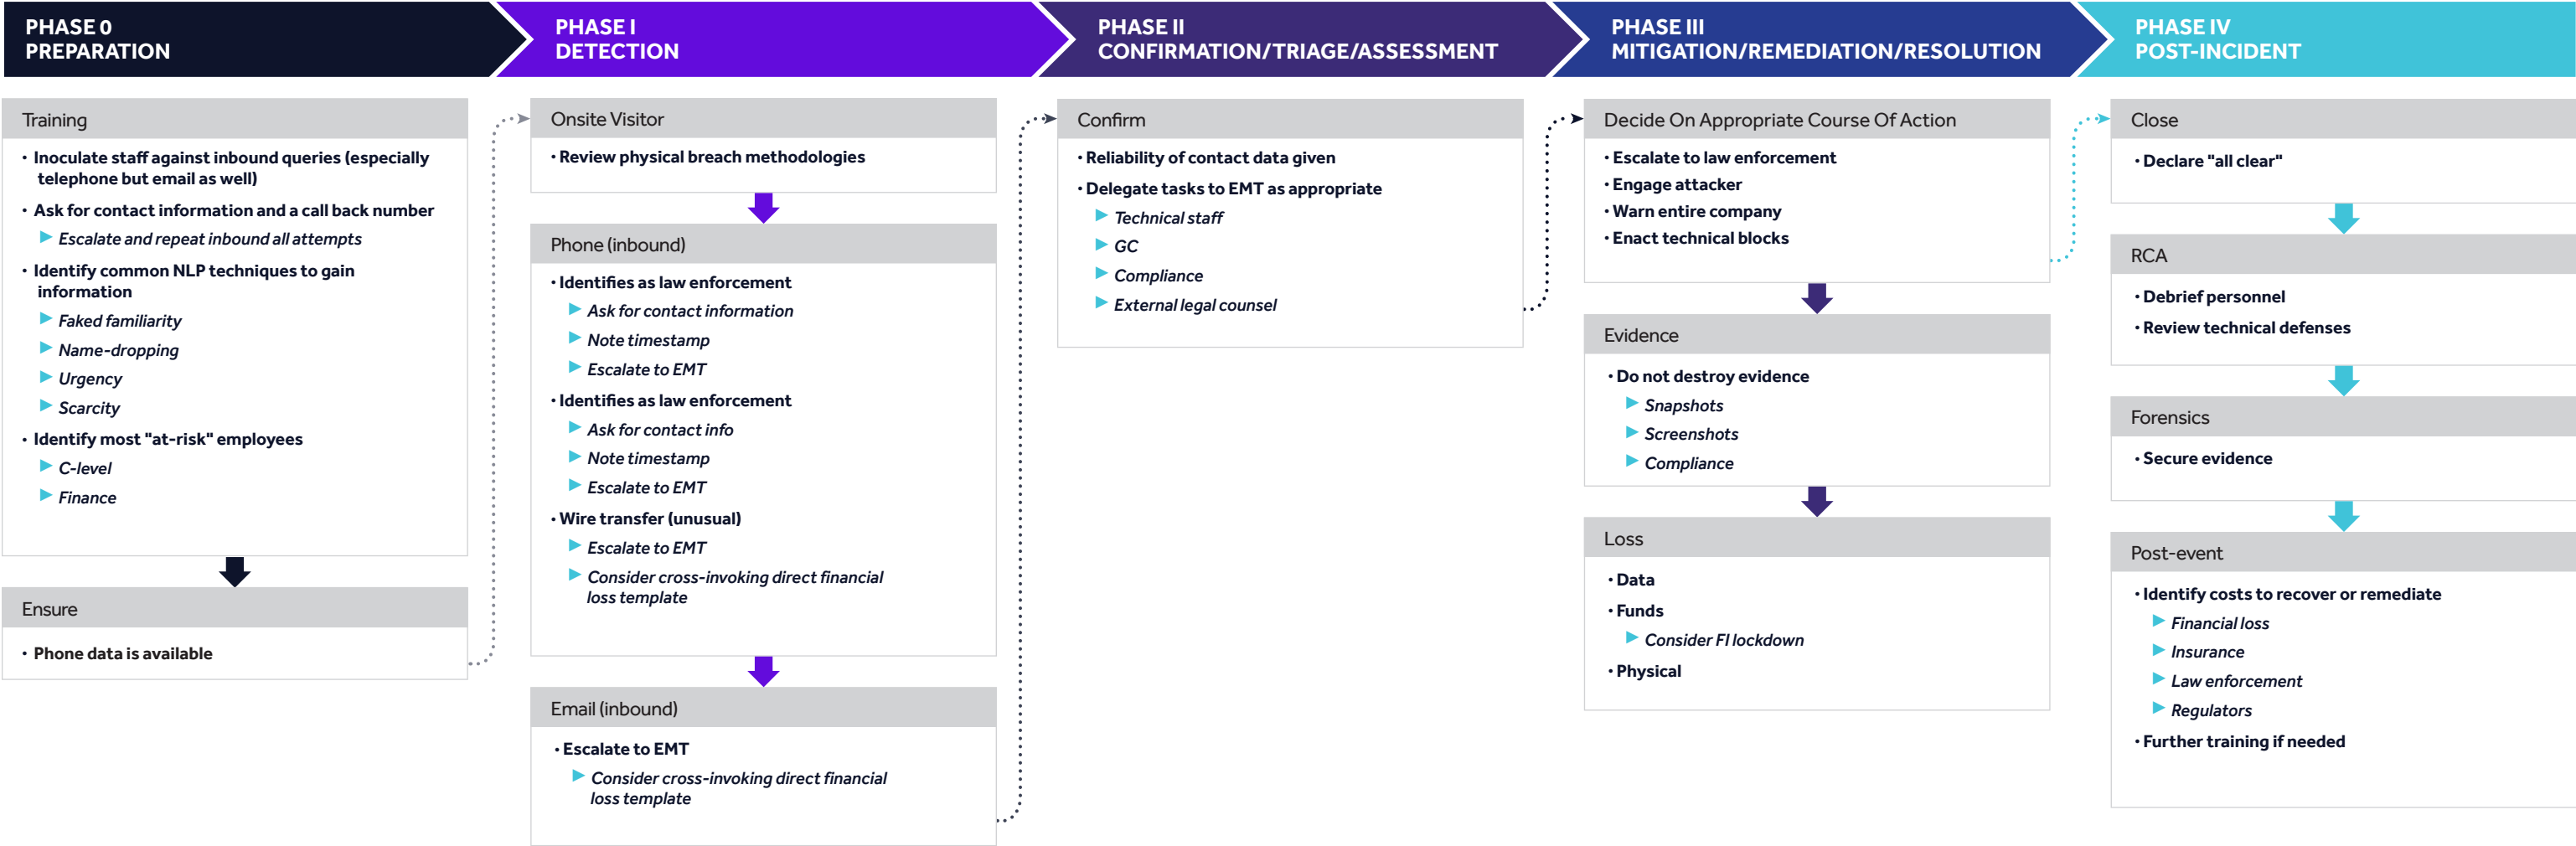 PHASE 0
PREPARATION
PHASE I
DETECTION
PHASE II
CONFIRMATION/TRIAGE/ASSESSMENT
PHASE III
MITIGATION/REMEDIATION/RESOLUTION
PHASE IV
POST-INCIDENT
Training
• Inoculate staff against inbound queries (especially
telephone but email as well)
• Ask for contact information and a call back number
Escalate and repeat inbound all attempts
• Identify common NLP techniques to gain
information
Faked familiarity
Name-dropping
Urgency
Scarcity
• Identify most "at-risk" employees
C-level
Finance
Ensure
• Phone data is available
Onsite Visitor
• Review physical breach methodologies
Phone (inbound)
• Identifies as law enforcement
Ask for contact information
Note timestamp
Escalate to EMT
• Identifies as law enforcement
Ask for contact info
Note timestamp
Escalate to EMT
• Wire transfer (unusual)
Escalate to EMT
Consider cross-invoking direct financial
loss template
Email (inbound)
• Escalate to EMT
Consider cross-invoking direct financial
loss template
Confirm
• Reliability of contact data given
• Delegate tasks to EMT as appropriate
Technical staff
GC
Compliance
External legal counsel
Decide On Appropriate Course Of Action
• Escalate to law enforcement
• Engage attacker
• Warn entire company
• Enact technical blocks
Evidence
• Do not destroy evidence
Snapshots
Screenshots
Compliance
Loss
• Data
• Funds
Consider FI lockdown
• Physical
Close
• Declare "all clear"
RCA
• Debrief personnel
• Review technical defenses
Forensics
• Secure evidence
Post-event
• Identify costs to recover or remediate
Financial loss
Insurance
Law enforcement
Regulators
• Further training if needed